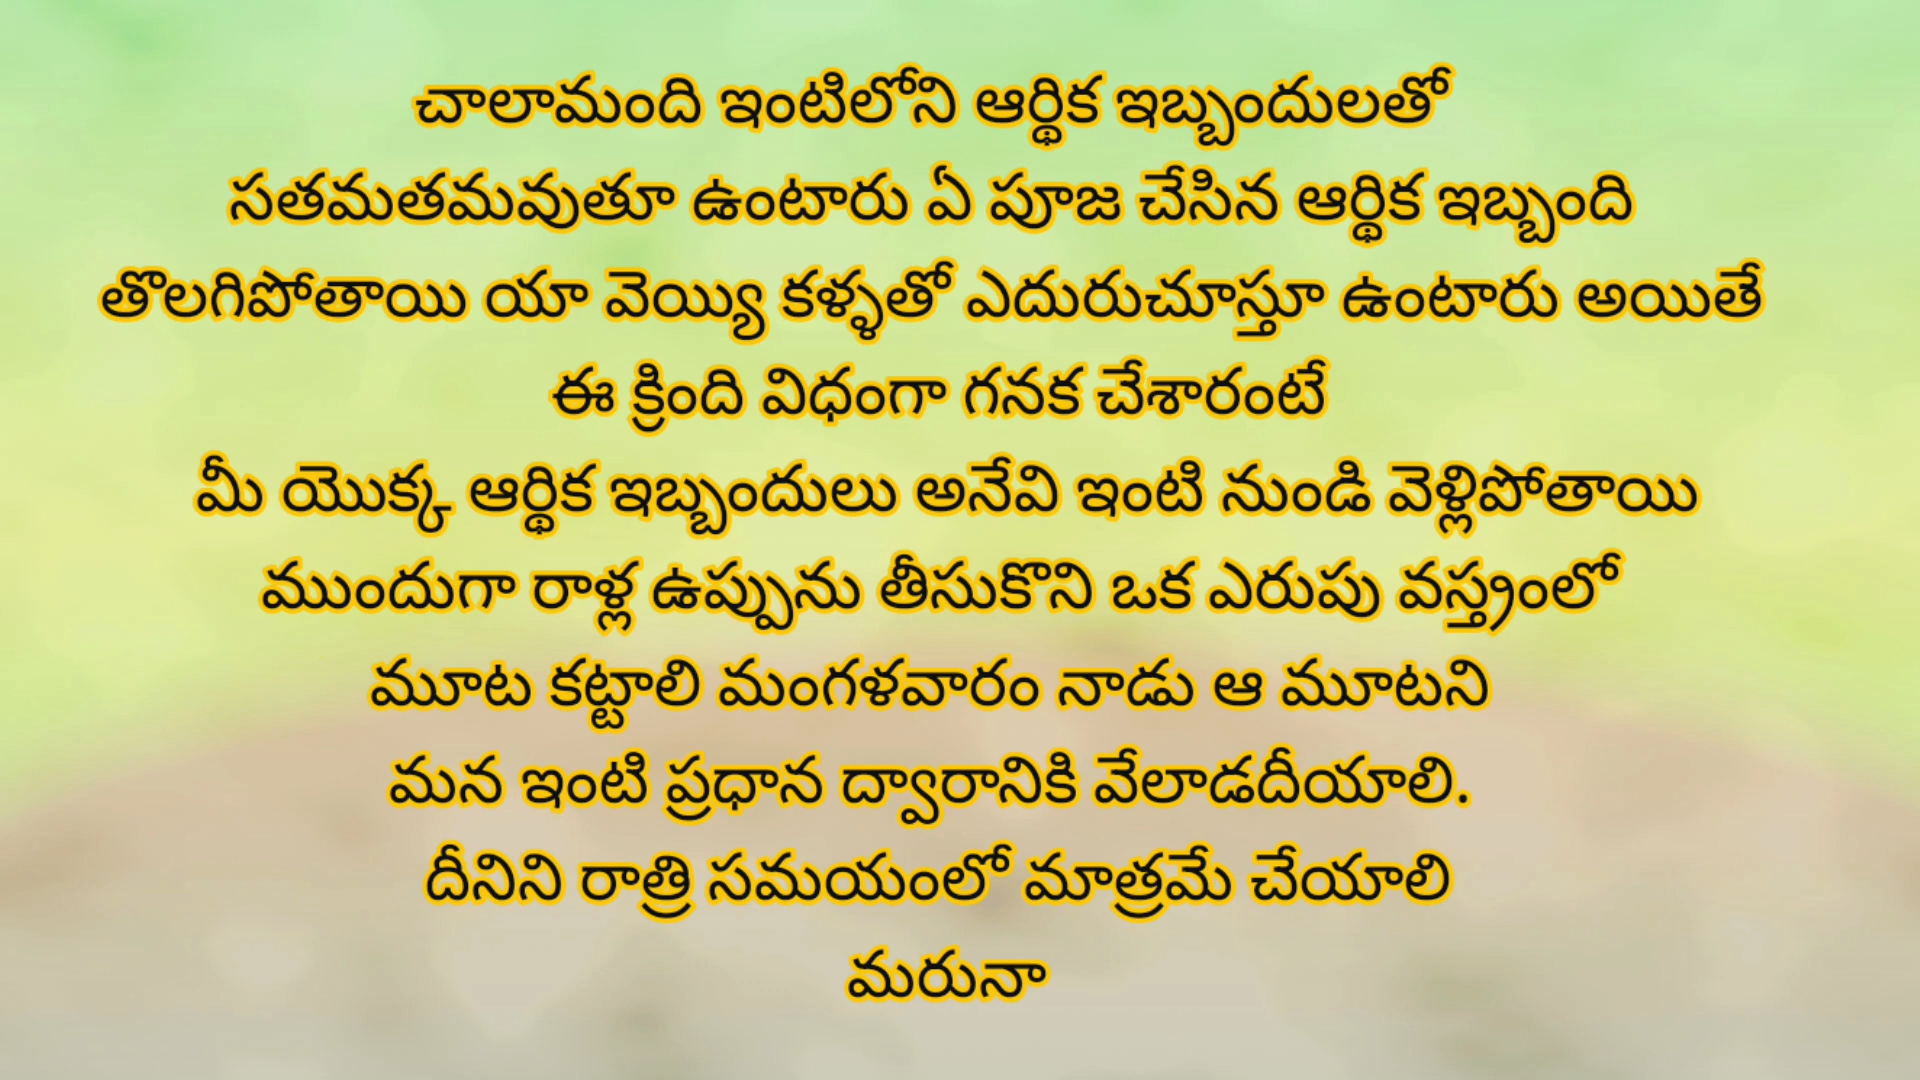 చాలామంది ఇంటిలోని ఆర్థిక ఇబ్బందులతో
సతమతమవుతూ ఉంటారు ఏ పూజ చేసిన ఆర్థిక ఇబ్బంది
తొలగిపోతాయి యా వెయ్యి కళ్ళతో ఎదురుచూస్తూ ఉంటారు అయితే
ఈ క్రింది విధంగా గనక చేశారంటే
మీ యొక్క ఆర్థిక ఇబ్బందులు అనేవి ఇంటి నుండి వెళ్లిపోతాయి
ముందుగా రాళ్ల ఉప్పును తీసుకొని ఒక ఎరుపు వస్త్రంలో
మూట కట్టాలి మంగళవారం నాడు ఆ మూటని
మన ఇంటి ప్రధాన ద్వారానికి వేలాడదీయాలి.
దీనిని రాత్రి సమయంలో మాత్రమే చేయాలి
మరునా